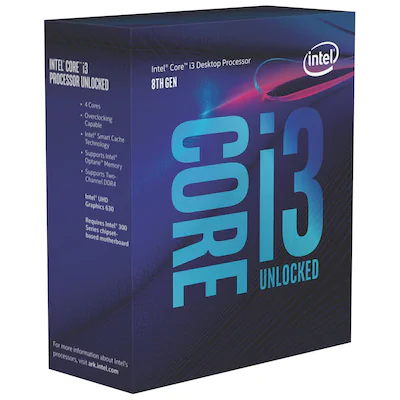 INTEL® CORE™ i3
PROCESSOR UNLOCKED
• 4 Cores
• Overclocking
Capable
• Intel® Smart Cache
Technology
• Supports Intel®
Optane™ Memory
• Supports Two-
Channel DDR4
Intel® UHD
Graphics 630
Requires Intel® 300
Series chipset-
based motherboard
For more information about Intel's
processors, visit ark.intel.com
Intel® Core™ i3 Desktop Processor
8TH GEN
intel
CORE
i3
UNLOCKED